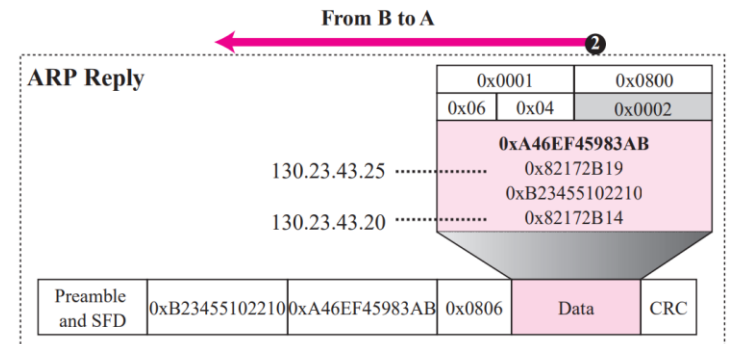 From B to A
2
ARP Reply
0x0001 0x0800
0x06 0x04 0x0002
0xA46EF45983AB
130.23.43.25 0x82172B19
0xB23455102210
130.23.43.20 0x82172B14
Preamble and SFD 0xB23455102210 0xA46EF45983AB 0x0806 Data CRC